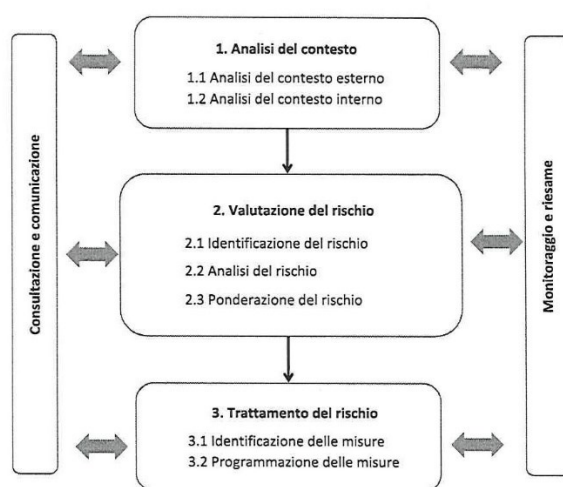 Consultazione e comunicazione
1. Analisi del contesto
1.1 Analisi del contesto esterno
1.2 Analisi del contesto interno
2. Valutazione del rischio
2.1 Identificazione del rischio
2.2 Analisi del rischio
2.3 Ponderazione del rischio
3. Trattamento del rischio
3.1 Identificazione delle misure
3.2 Programmazione delle misure
Monitoraggio e riesame